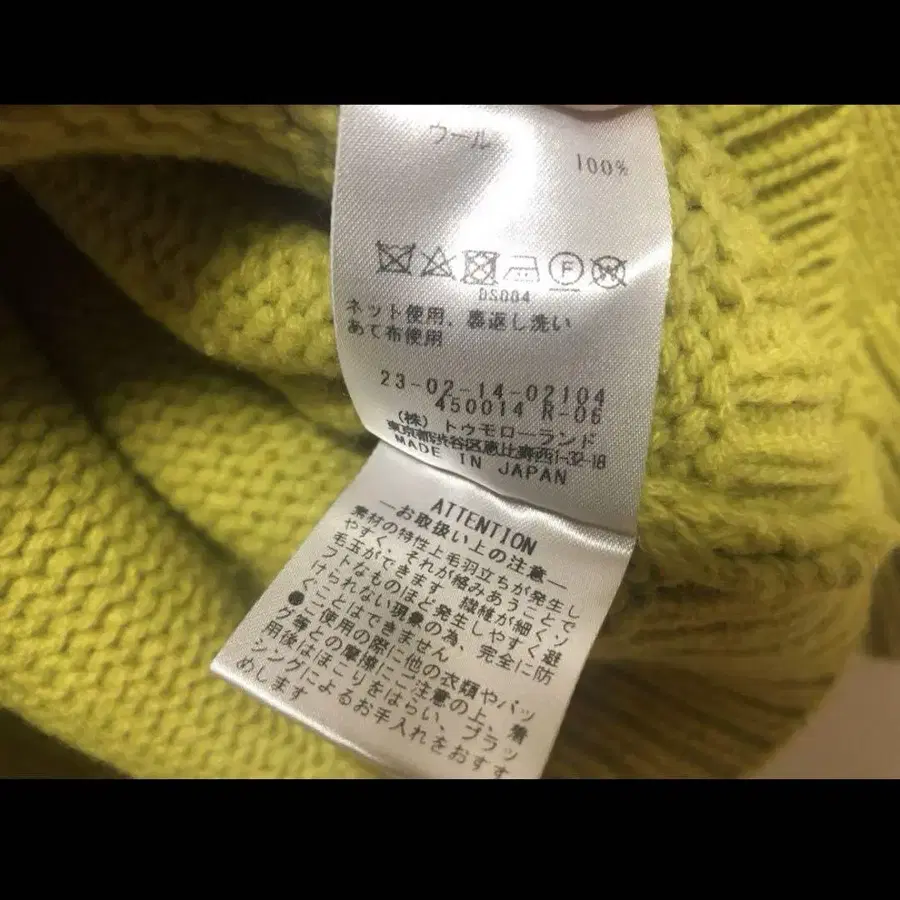 ウール
100%
F W
DS004
ネット使用、裏返し洗い
あて布使用
23-02-14-02104
450014 R-06
(株) トゥモローランド
東京都渋谷区恵比寿西1-32-18
MADE IN JAPAN
ATTENTION
―お取扱い上の注意―
素材の特性上毛羽立ちが発生し
やすく、それが絡みあうことで
毛玉ができます。繊維が細くソ
フトなものほど発生しやすく避
けられない現象の為、完全に防
ぐことはできません。
●ご使用の際に他の衣類やバッ
グ等との摩擦にご注意の上、着
用後はほこりをはらい、ブラッ
シングによるお手入れをおすす
めします